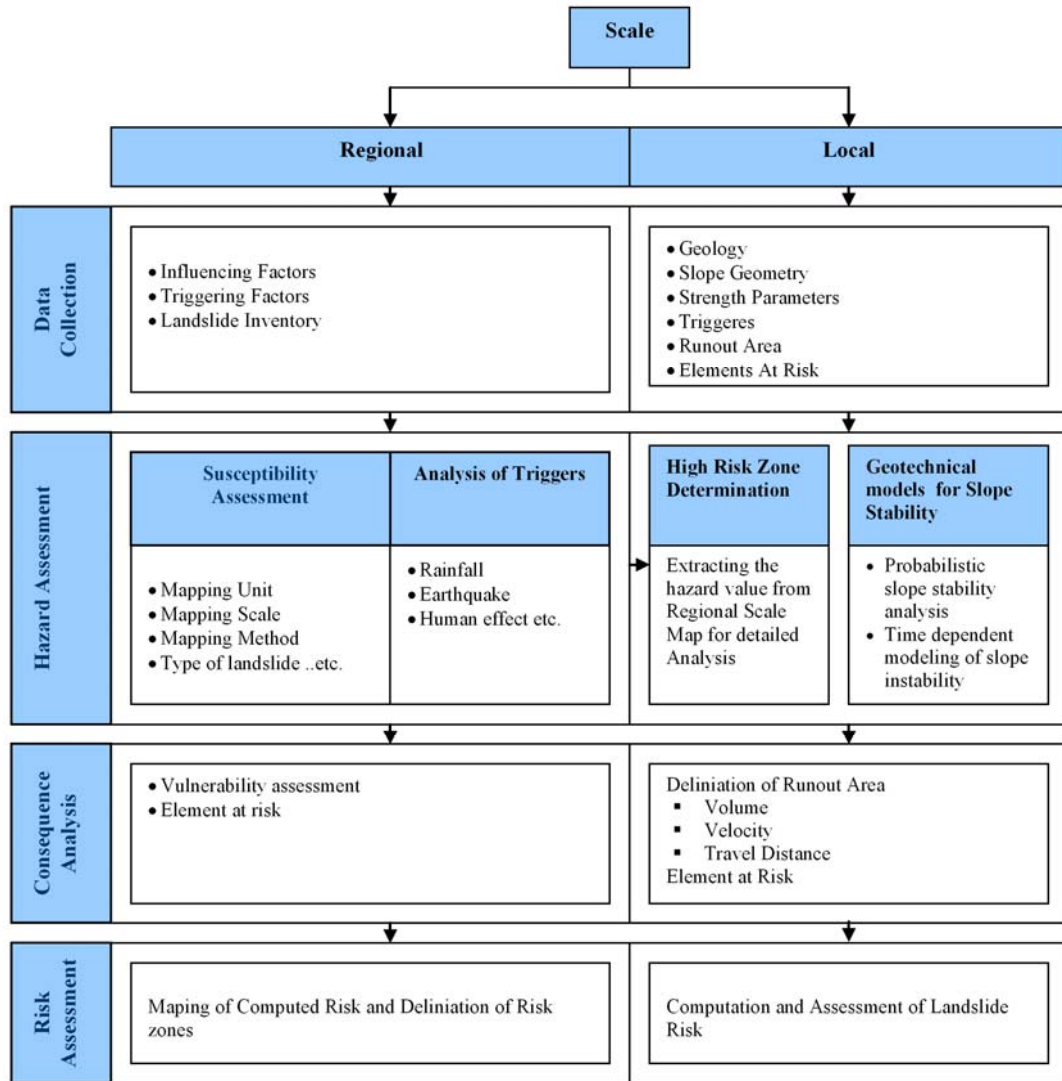 Scale
Regional
Local
Data
Collection
• Influencing Factors
• Triggering Factors
• Landslide Inventory
• Geology
• Slope Geometry
• Strength Parameters
• Triggeres
• Runout Area
• Elements At Risk
Hazard Assessment
Susceptibility
Assessment
• Mapping Unit
• Mapping Scale
• Mapping Method
• Type of landslide ..etc.
Analysis of Triggers
• Rainfall
• Earthquake
• Human effect etc.
High Risk Zone
Determination
Extracting the
hazard value from
Regional Scale
Map for detailed
Analysis
Geotechnical
models for Slope
Stability
• Probabilistic
slope stability
analysis
• Time dependent
modeling of slope
instability
Consequence
Analysis
• Vulnerability assessment
• Element at risk
Deliniation of Runout Area
▪ Volume
▪ Velocity
▪ Travel Distance
Element at Risk
Risk
Assessment
Maping of Computed Risk and Deliniation of Risk
zones
Computation and Assessment of Landslide
Risk